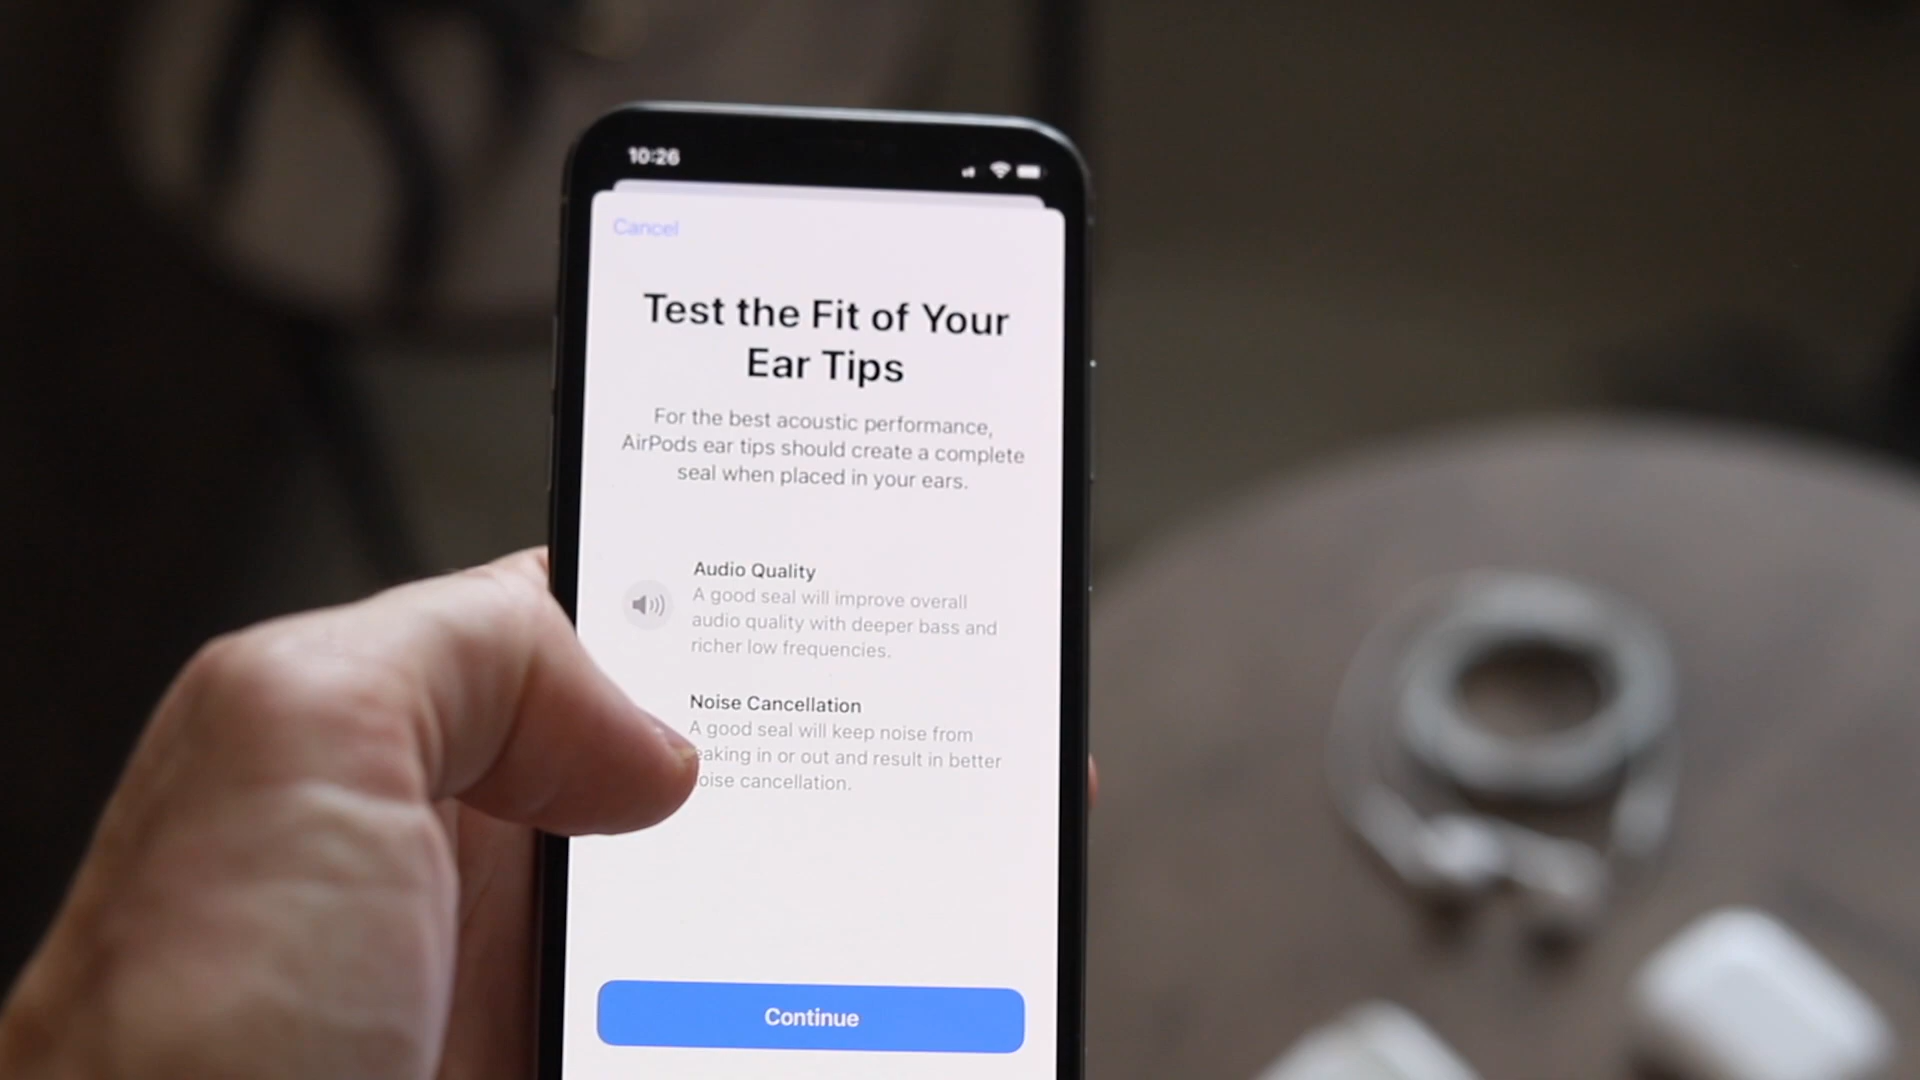 10:26
Cancel
Test the Fit of Your
Ear Tips
For the best acoustic performance,
AirPods ear tips should create a complete
seal when placed in your ears.
Audio Quality
A good seal will improve overall
audio quality with deeper bass and
richer low frequencies.
Noise Cancellation
A good seal will keep noise from
eaking in or out and result in better
oise cancellation.
Continue